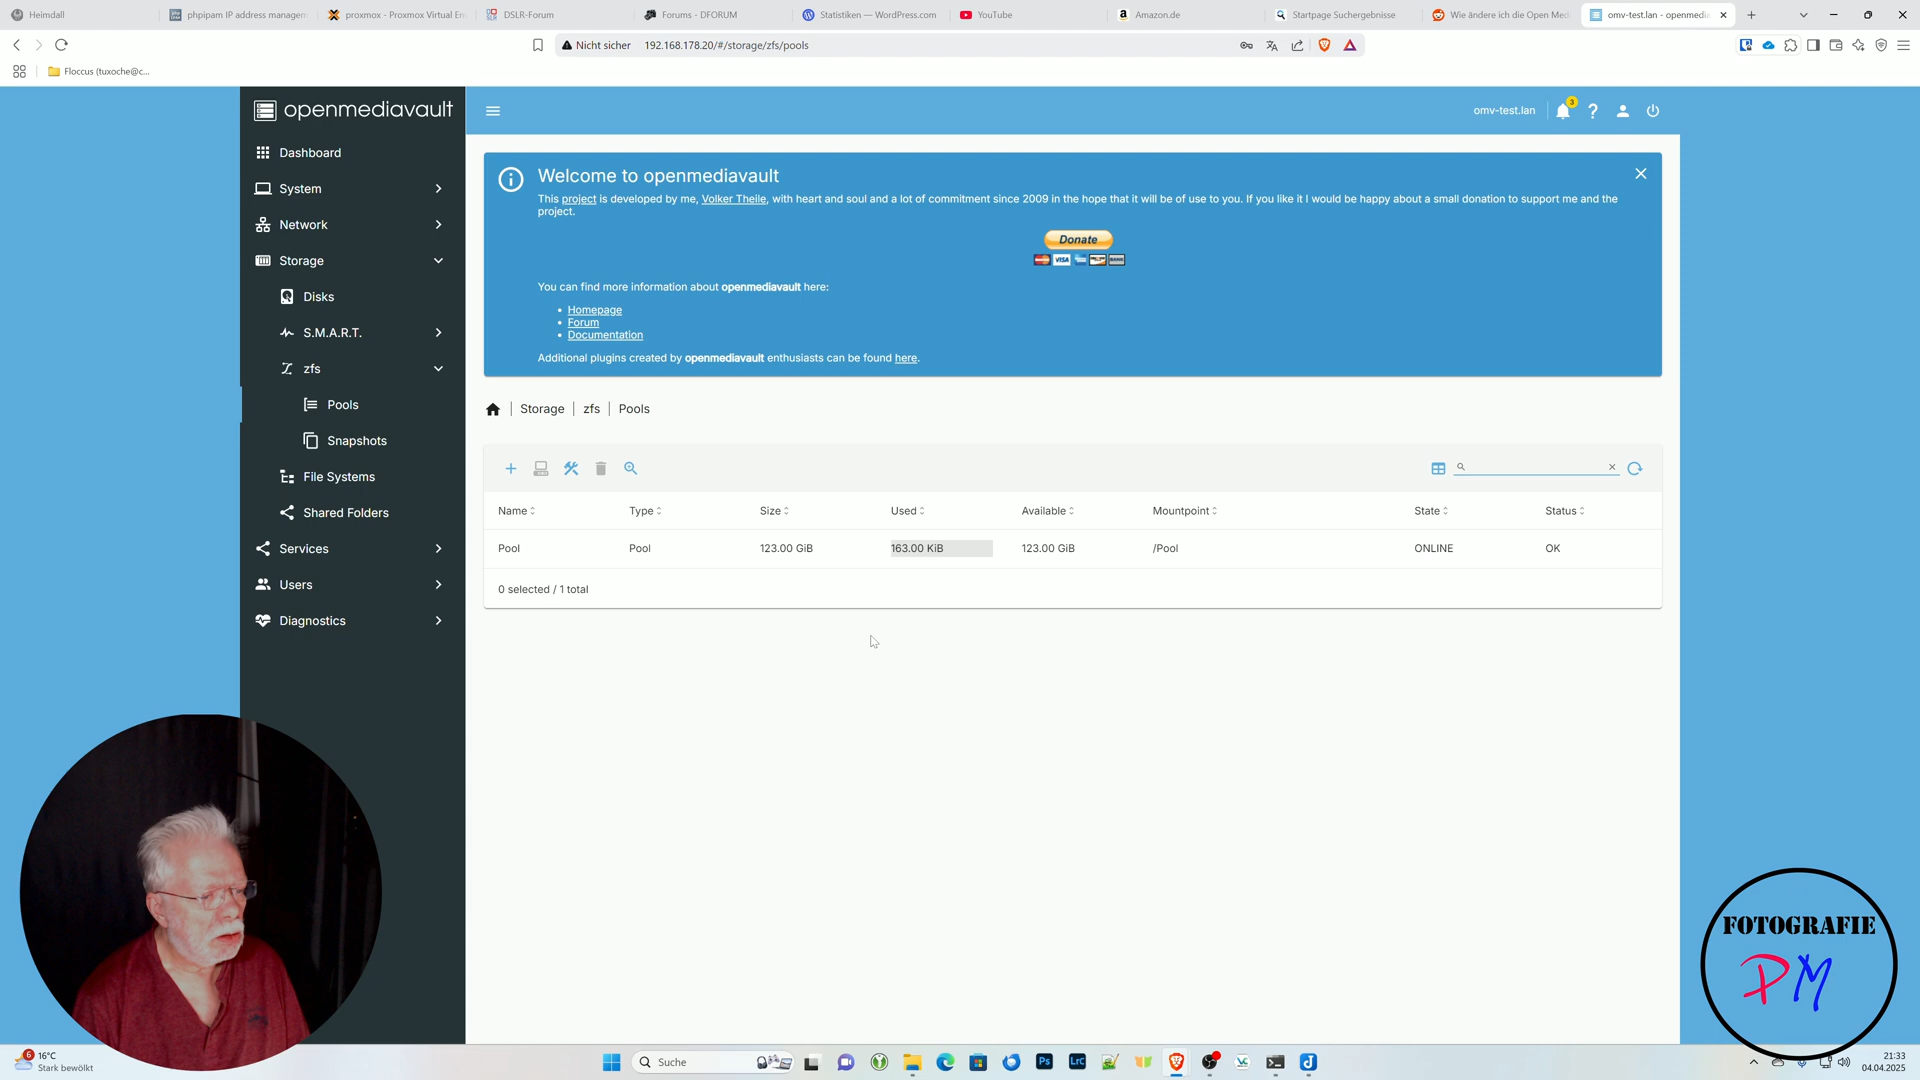 Heimdall
phpipam IP address managem
proxmox - Proxmox Virtual En
DSLR-Forum
Forums - DFORUM
Statistiken — WordPress.com
YouTube
Amazon.de
Startpage Suchergebnisse
Wie ändere ich die Open Med
omv-test.lan - openmedi
Nicht sicher
192.168.178.20/#/storage/zfs/pools
Floccus (tuxoche@c...
openmediavault
omv-test.lan
3
Dashboard
System
Network
Storage
Disks
S.M.A.R.T.
zfs
Pools
Snapshots
File Systems
Shared Folders
Services
Users
Diagnostics
Welcome to openmediavault
This project is developed by me, Volker Theile, with heart and soul and a lot of commitment since 2009 in the hope that it will be of use to you. If you like it I would be happy about a small donation to support me and the
project.
Donate
VISA
You can find more information about openmediavault here:
Homepage
Forum
Documentation
Additional plugins created by openmediavault enthusiasts can be found here.
Storage | zfs | Pools
Name Type Size Used Available Mountpoint State Status
Pool Pool 123.00 GiB 163.00 KiB 123.00 GiB /Pool ONLINE OK
0 selected / 1 total
FOTOGRAFIE
PM
6
16°C
Stark bewölkt
Suche
Ps
LrC
21:33
04.04.2025